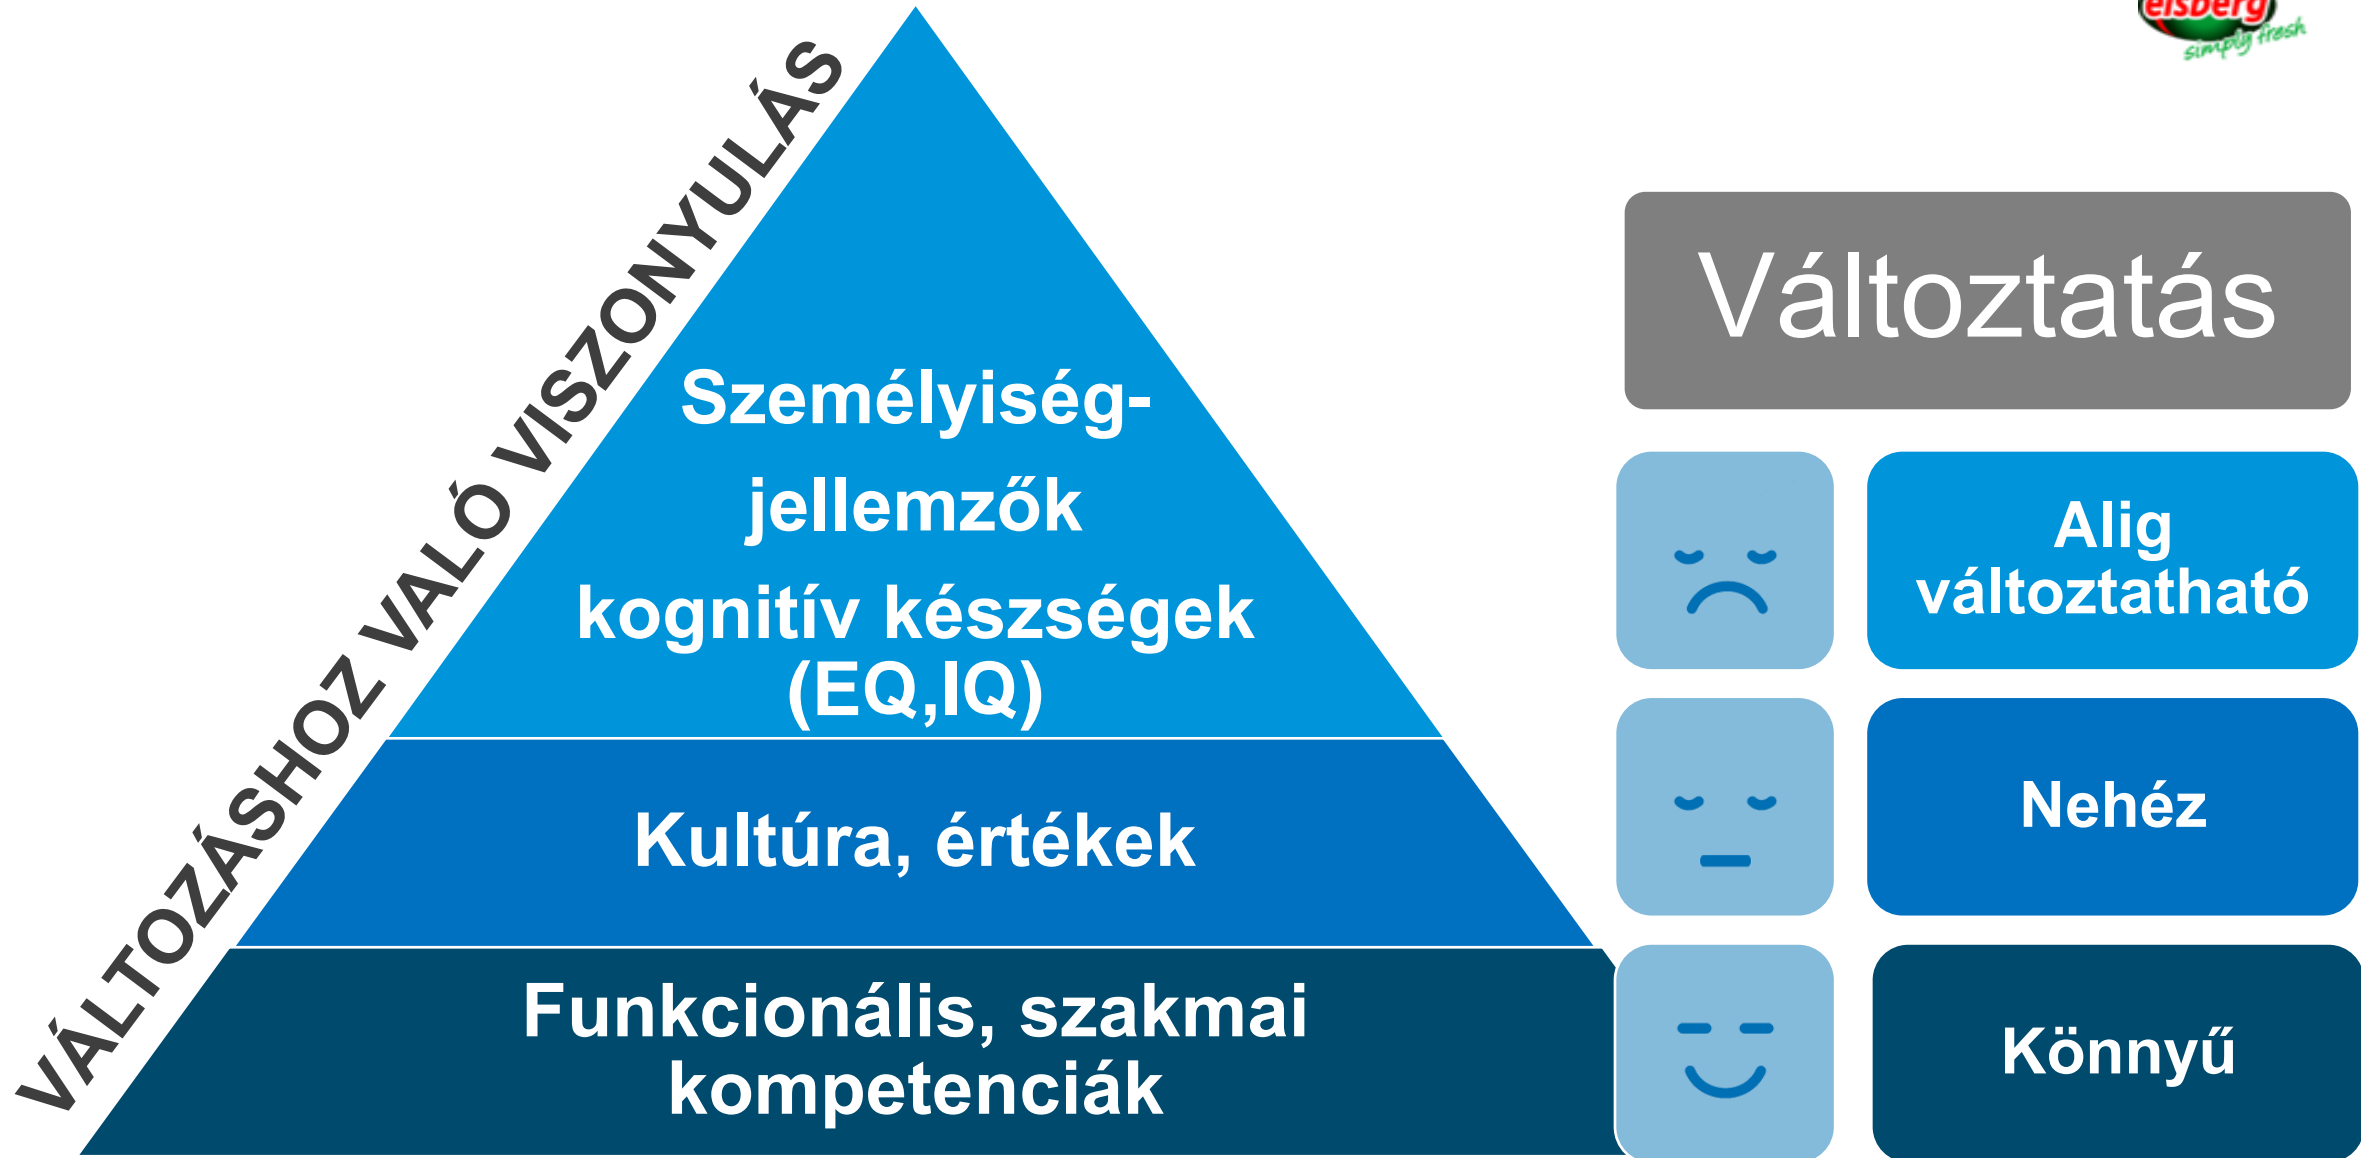 eisberg
simply fresh
VÁLTOZÁSHOZ VALÓ VISZONYULÁS
Személyiség-
jellemzők
kognitív készségek
(EQ,IQ)
Kultúra, értékek
Funkcionális, szakmai
kompetenciák
Változtatás
Alig
változtatható
Nehéz
Könnyű